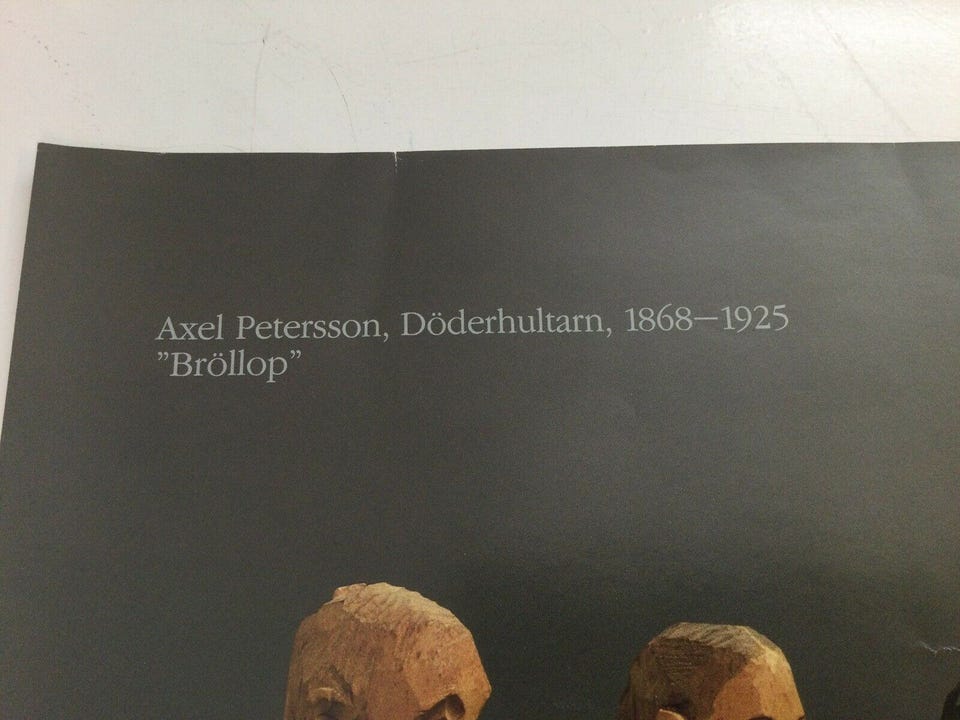 Axel Petersson, Döderhultarn, 1868—1925
”Bröllop”